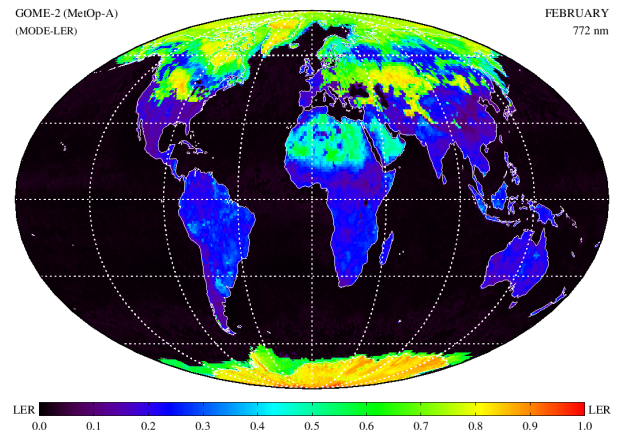 GOME-2 (MetOp-A)
FEBRUARY
(MODE-LER)
772 nm
LER
LER
0.0 0.1 0.2 0.3 0.4 0.5 0.6 0.7 0.8 0.9 1.0